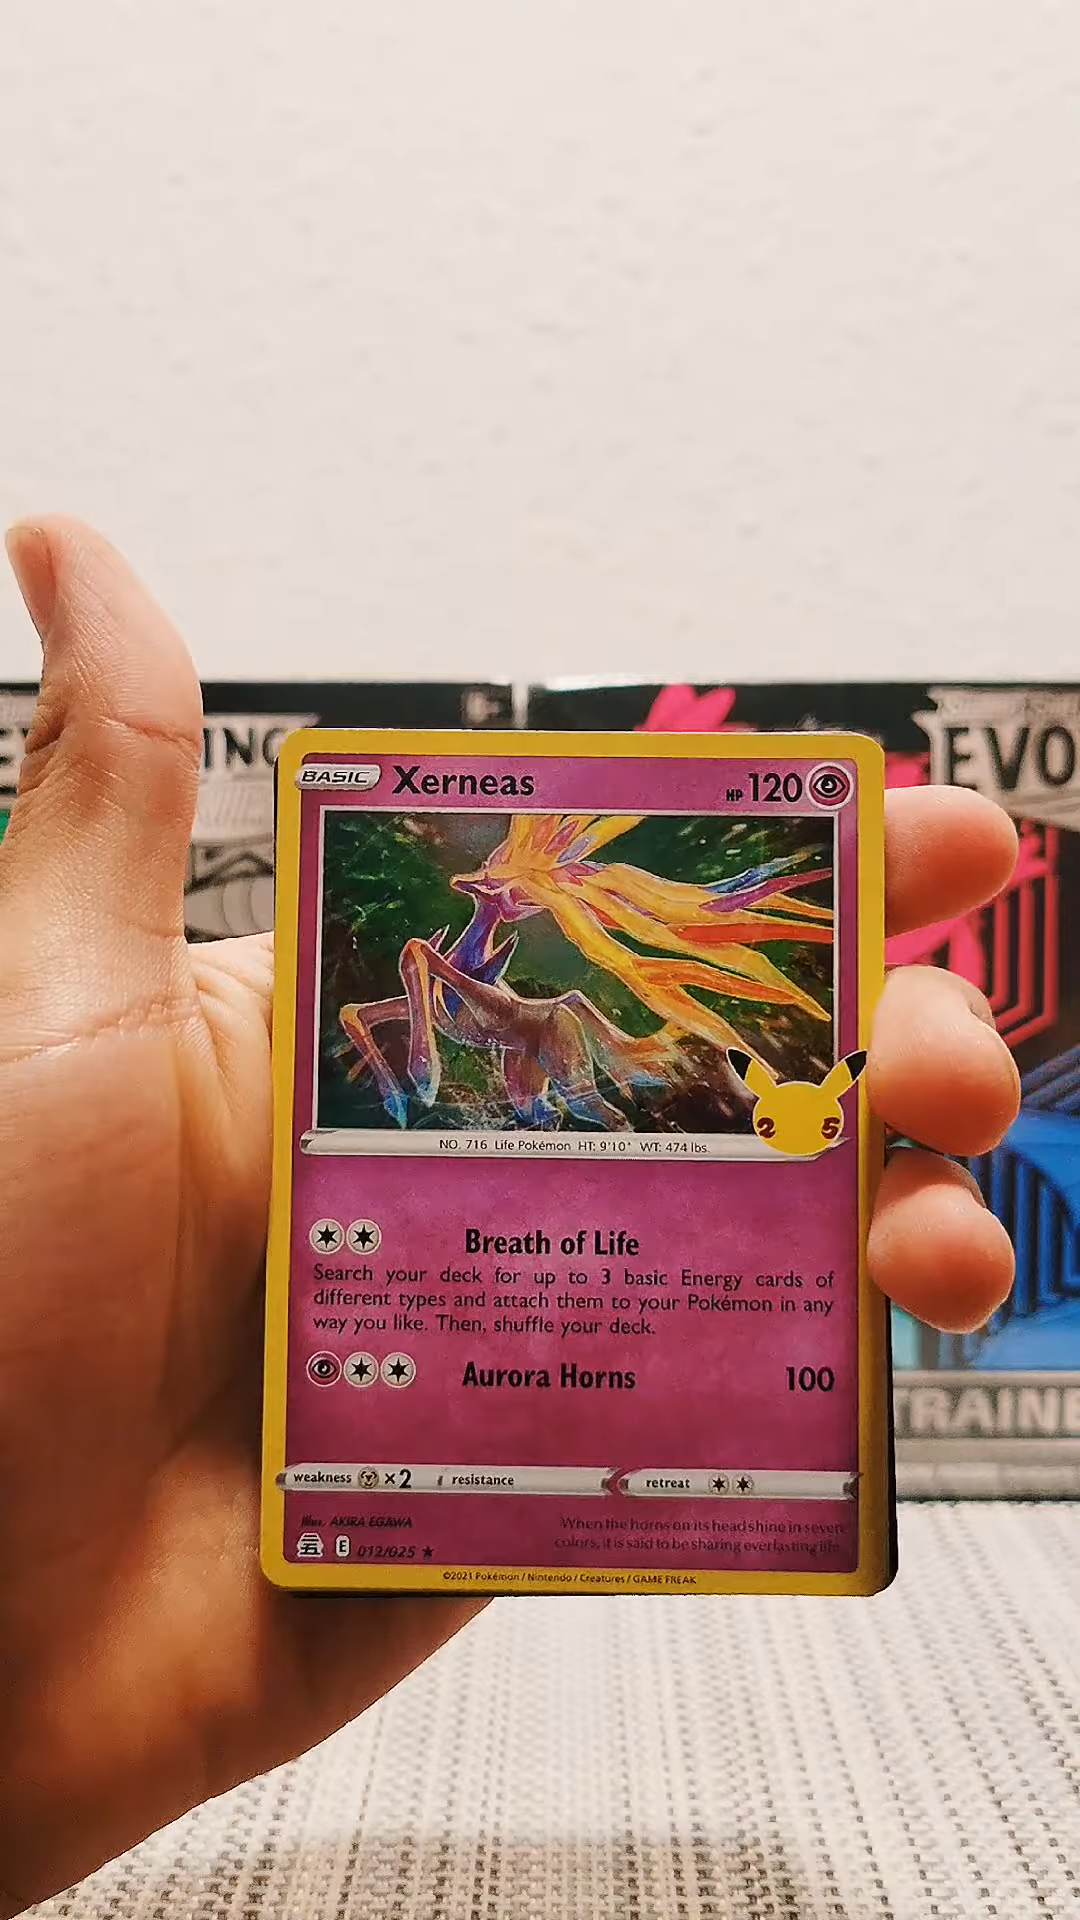 ING
EVO
BASIC Xerneas HP 120
2 5
NO. 716 Life Pokémon HT: 9'10" WT: 474 lbs.
Breath of Life
Search your deck for up to 3 basic Energy cards of
different types and attach them to your Pokémon in any
way you like. Then, shuffle your deck.
Aurora Horns 100
weakness ×2 resistance retreat
Illus. AKIRA EGAWA
When the horns on its head shine in seven
colors, it is said to be sharing everlasting life.
E 012/025 ★
©2021 Pokémon / Nintendo / Creatures / GAME FREAK
TRAINE